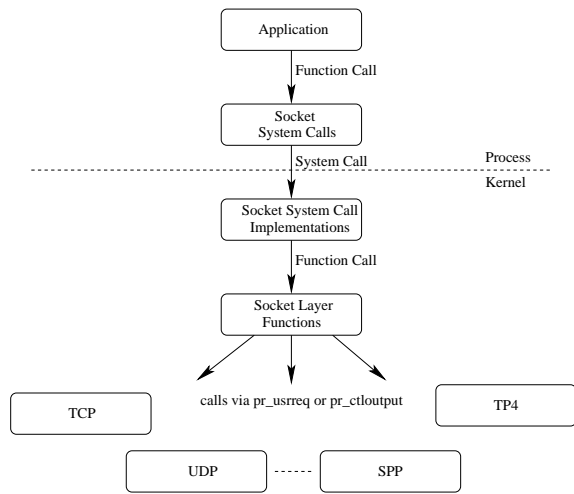 Application
Function Call
Socket
System Calls
System Call
Process
Kernel
Socket System Call
Implementations
Function Call
Socket Layer
Functions
calls via pr_usrreq or pr_ctloutput
TCP
TP4
UDP
SPP